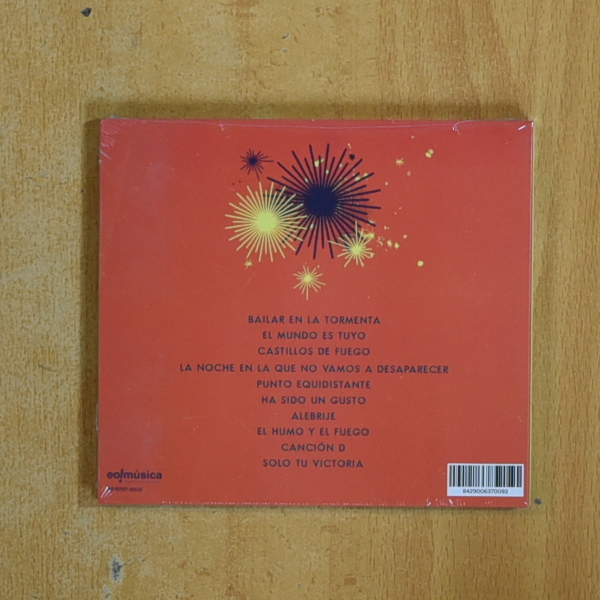 BAILAR EN LA TORMENTA
EL MUNDO ES TUYO
CASTILLOS DE FUEGO
LA NOCHE EN LA QUE NO VAMOS A DESAPARECER
PUNTO EQUIDISTANTE
HA SIDO UN GUSTO
ALEBRIJE
EL HUMO Y EL FUEGO
CANCIÓN D
SOLO TU VICTORIA
eo!música
8429006370092